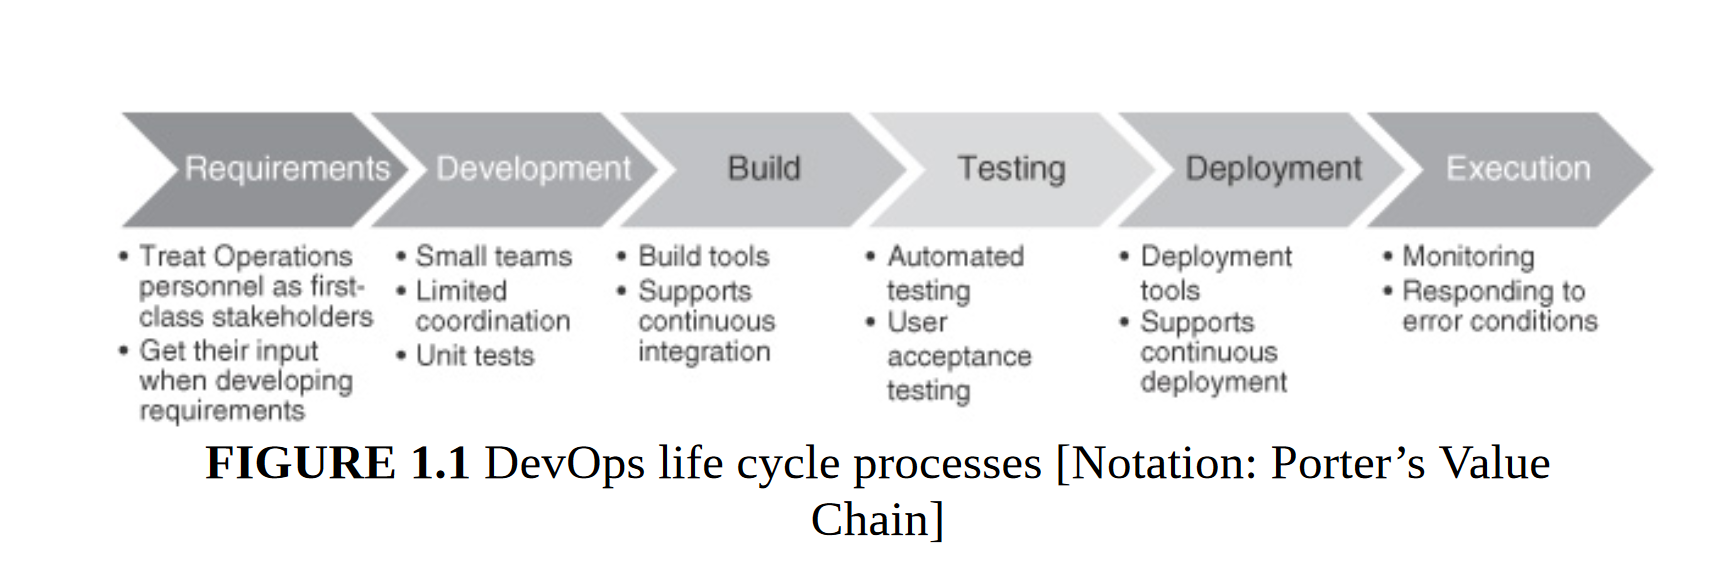 Requirements
Development
Build
Testing
Deployment
Execution
• Treat Operations
personnel as first-
class stakeholders
• Get their input
when developing
requirements
• Small teams
• Limited
coordination
• Unit tests
• Build tools
• Supports
continuous
integration
• Automated
testing
• User
acceptance
testing
• Deployment
tools
• Supports
continuous
deployment
• Monitoring
• Responding to
error conditions
FIGURE 1.1 DevOps life cycle processes [Notation: Porter’s Value
Chain]